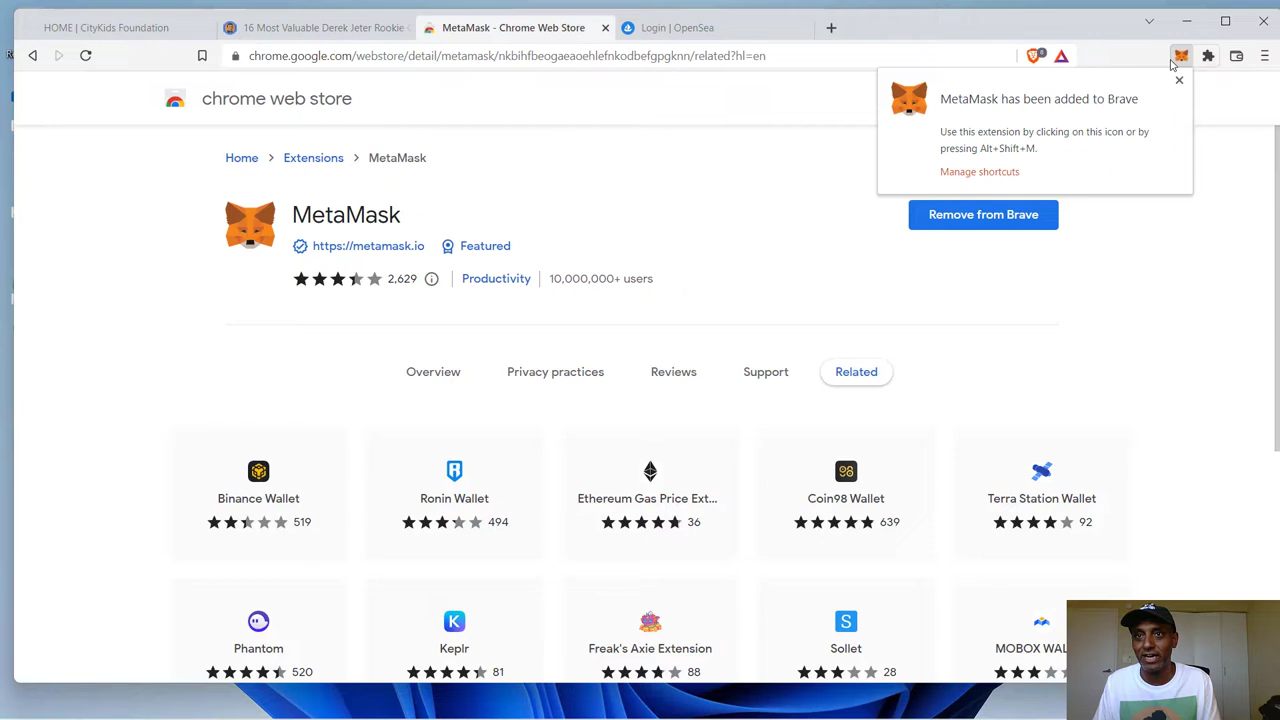 HOME | CityKids Foundation
16 Most Valuable Derek Jeter Rookie
MetaMask - Chrome Web Store
Login | OpenSea
chrome.google.com/webstore/detail/metamask/nkbihfbeogaeaoehlefnkodbefgpgknn/related?hl=en
chrome web store
MetaMask has been added to Brave
Use this extension by clicking on this icon or by
pressing Alt+Shift+M.
Manage shortcuts
Home > Extensions > MetaMask
MetaMask
Remove from Brave
https://metamask.io
Featured
2,629
Productivity
10,000,000+ users
Overview
Privacy practices
Reviews
Support
Related
Binance Wallet
519
Ronin Wallet
494
Ethereum Gas Price Ext...
36
Coin98 Wallet
639
Terra Station Wallet
92
Phantom
520
Keplr
81
Freak's Axie Extension
88
Sollet
28
MOBOX WAL